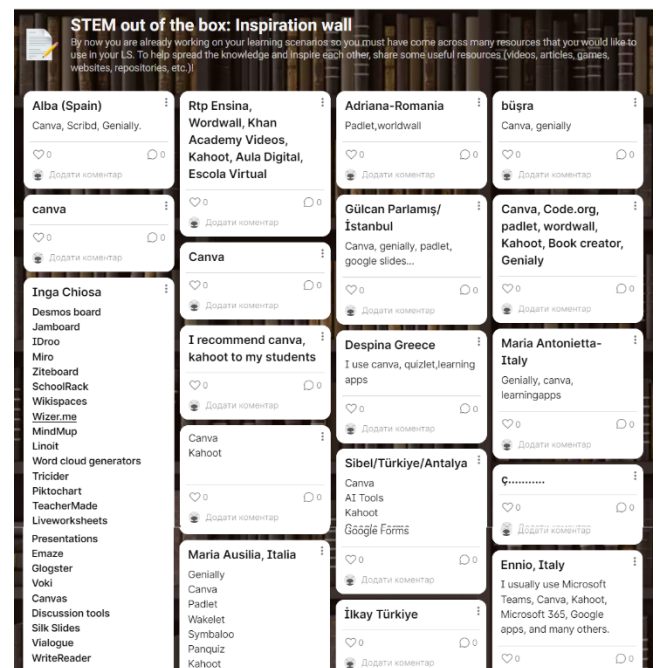 STEM out of the box: Inspiration wall
By now you are already working on your learning scenarios so you must have come across many resources that you would like to
use in your LS. To help spread the knowledge and inspire each other, share some useful resources (videos, articles, games,
websites, repositories, etc.)!
Alba (Spain)
Canva, Scribd, Genially.
0 0
Додати коментар
canva
0 0
Додати коментар
Inga Chiosa
Desmos board
Jamboard
IDroo
Miro
Ziteboard
SchoolRack
Wikispaces
Wizer.me
MindMup
Linoit
Word cloud generators
Tricider
Piktochart
TeacherMade
Liveworksheets
Presentations
Emaze
Glogster
Voki
Canvas
Discussion tools
Silk Slides
Vialogue
WriteReader
Rtp Ensina,
Wordwall, Khan
Academy Videos,
Kahoot, Aula Digital,
Escola Virtual
0 0
Додати коментар
Canva
0 0
Додати коментар
I recommend canva,
kahoot to my students
0 0
Додати коментар
Canva
Kahoot
0 0
Додати коментар
Maria Ausilia, Italia
Genially
Canva
Padlet
Wakelet
Symbaloo
Panquiz
Kahoot
Adriana-Romania
Padlet,worldwall
0 0
Додати коментар
Gülcan Parlamış/
İstanbul
Canva, genially, padlet,
google slides...
0 0
Додати коментар
Despina Greece
I use canva, quizlet,learning
apps
0 0
Додати коментар
Sibel/Türkiye/Antalya
Canva
AI Tools
Kahoot
Google Forms
0 0
Додати коментар
İlkay Türkiye
0 0
Додати коментар
büşra
Canva, genially
0 0
Додати коментар
Canva, Code.org,
padlet, wordwall,
Kahoot, Book creator,
Genialy
0 0
Додати коментар
Maria Antonietta-
Italy
Genially, canva,
learningapps
0 0
Додати коментар
ç...........
0 0
Додати коментар
Ennio, Italy
I usually use Microsoft
Teams, Canva, Kahoot,
Microsoft 365, Google
apps, and many others.
0 0